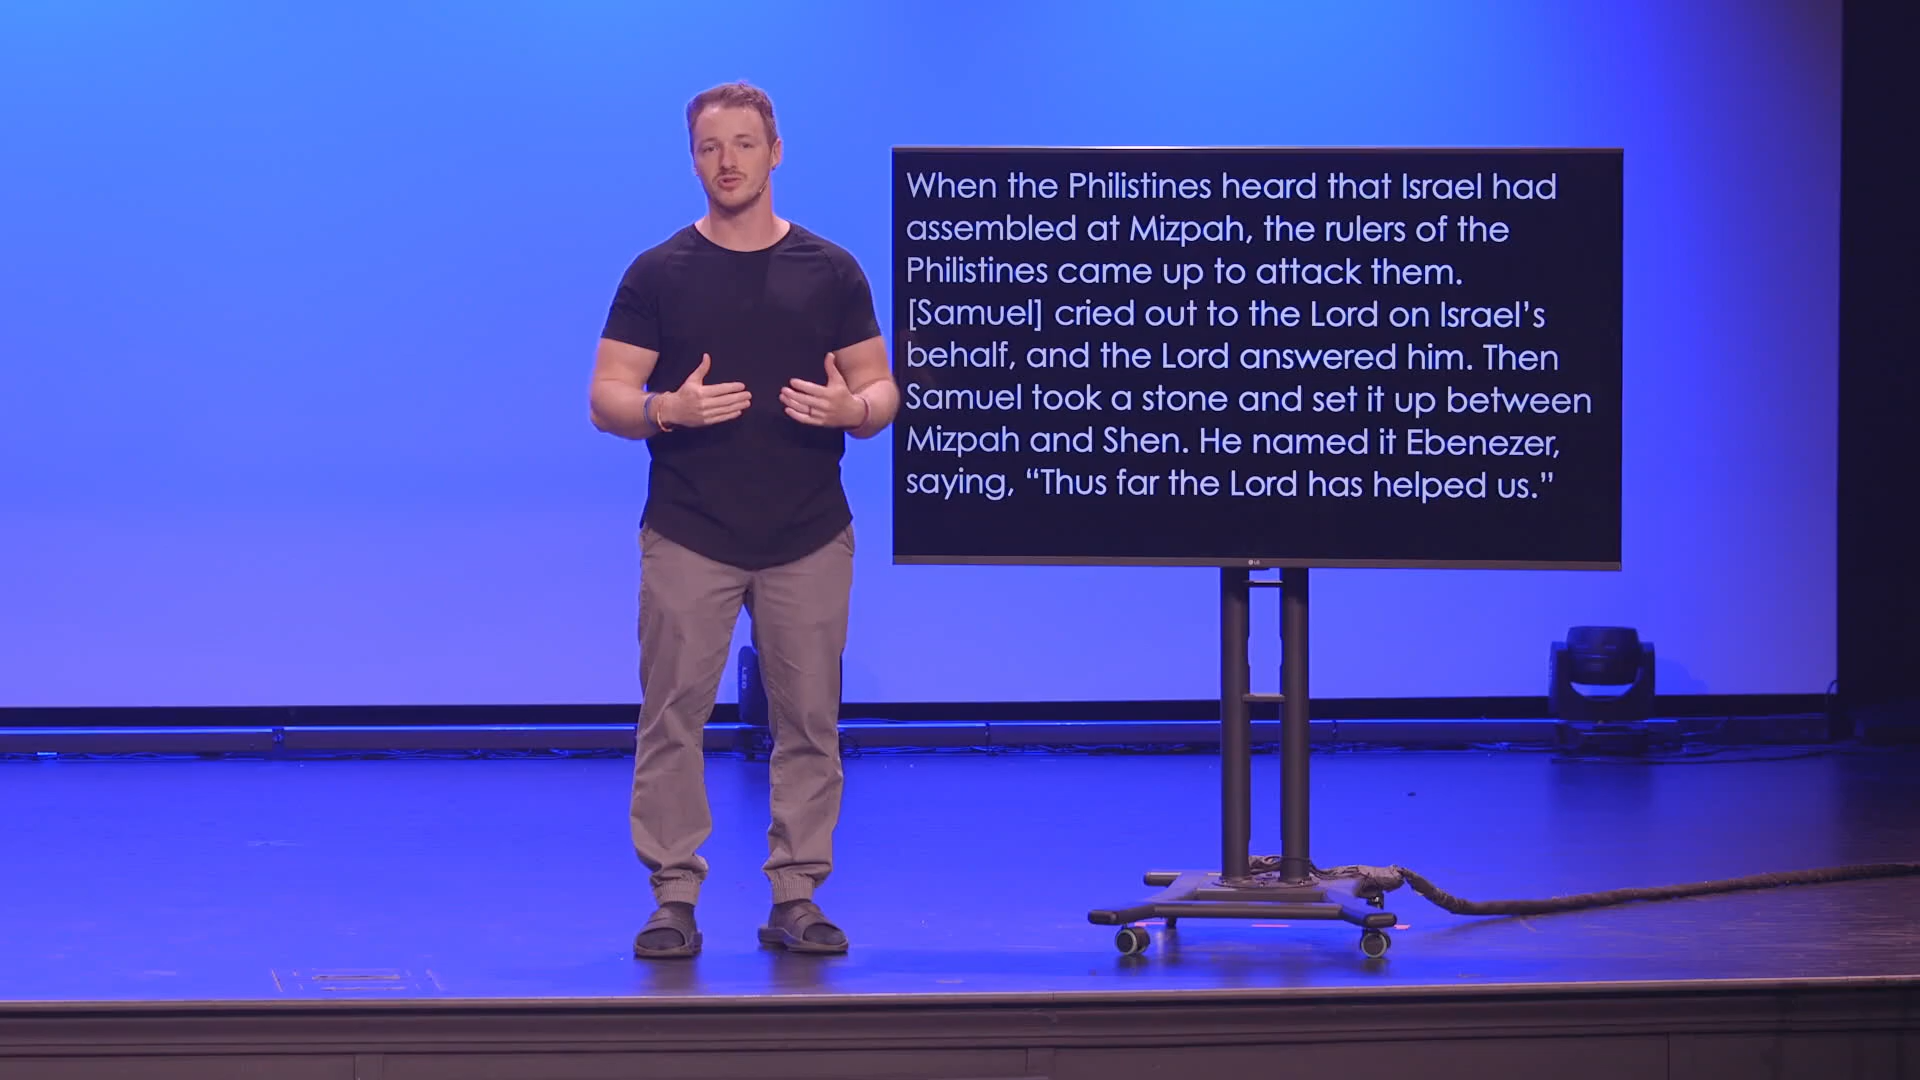 When the Philistines heard that Israel had
assembled at Mizpah, the rulers of the
Philistines came up to attack them.
[Samuel] cried out to the Lord on Israel’s
behalf, and the Lord answered him. Then
Samuel took a stone and set it up between
Mizpah and Shen. He named it Ebenezer,
saying, “Thus far the Lord has helped us.”
LG